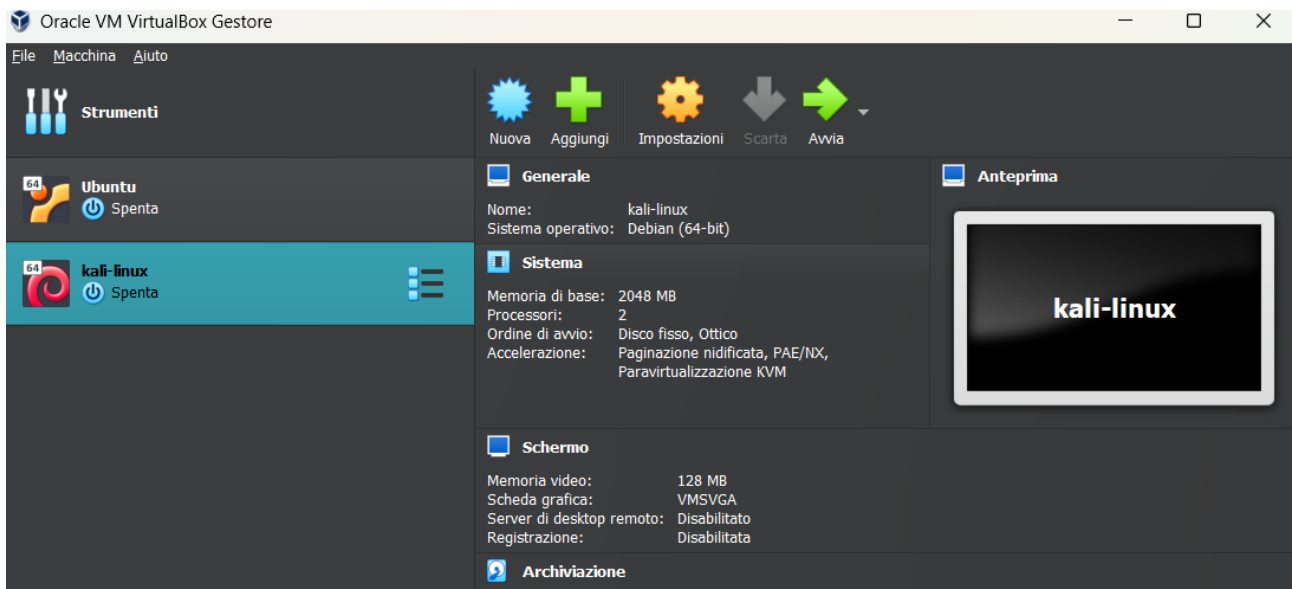 Oracle VM VirtualBox Gestore
File Macchina Aiuto
Strumenti
Nuova Aggiungi Impostazioni Scarta Avvia
64
Ubuntu
Spenta
64
kali-linux
Spenta
Generale
Nome: kali-linux
Sistema operativo: Debian (64-bit)
Sistema
Memoria di base: 2048 MB
Processori: 2
Ordine di avvio: Disco fisso, Ottico
Accelerazione: Paginazione nidificata, PAE/NX,
Paravirtualizzazione KVM
Anteprima
kali-linux
Schermo
Memoria video: 128 MB
Scheda grafica: VMSVGA
Server di desktop remoto: Disabilitato
Registrazione: Disabilitata
Archiviazione